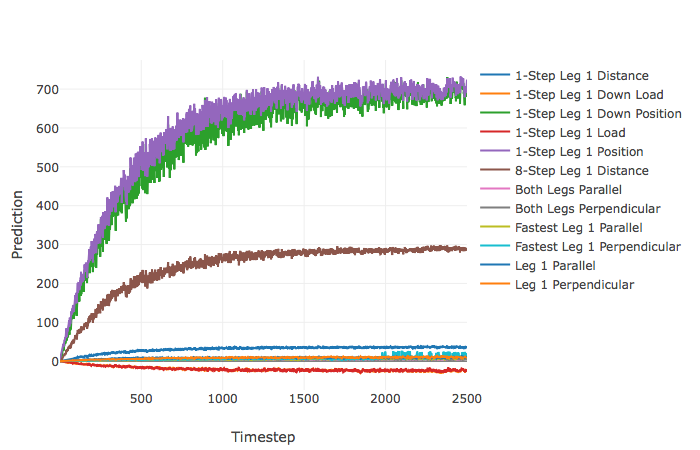 700
600
500
400
300
200
100
0
Prediction
500
1000
1500
2000
2500
Timestep
1-Step Leg 1 Distance
1-Step Leg 1 Down Load
1-Step Leg 1 Down Position
1-Step Leg 1 Load
1-Step Leg 1 Position
8-Step Leg 1 Distance
Both Legs Parallel
Both Legs Perpendicular
Fastest Leg 1 Parallel
Fastest Leg 1 Perpendicular
Leg 1 Parallel
Leg 1 Perpendicular